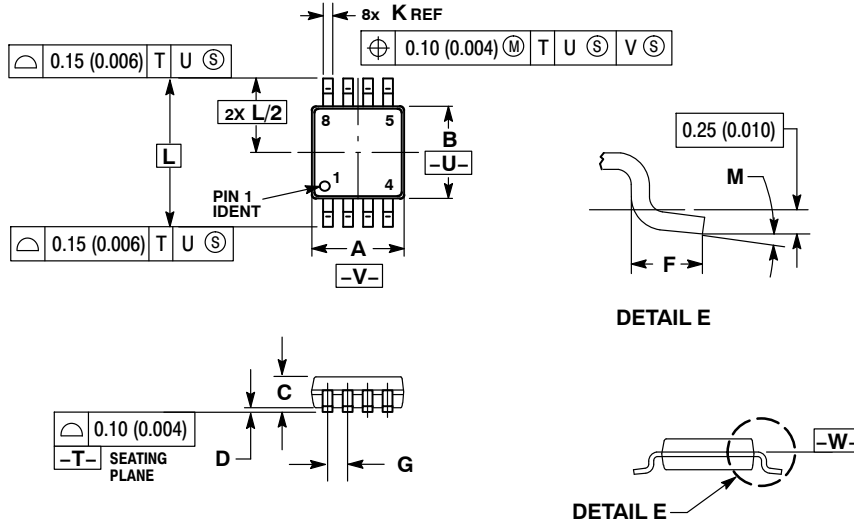 8x K REF
⌖ 0.10 (0.004) Ⓜ T U Ⓢ V Ⓢ
⌓ 0.15 (0.006) T U Ⓢ
2X L/2
8 5
B
–U–
L
PIN 1
IDENT
1 4
⌓ 0.15 (0.006) T U Ⓢ
A
–V–
0.25 (0.010)
M
F
DETAIL E
C
⌓ 0.10 (0.004)
–T– SEATING
PLANE
D
G
–W–
DETAIL E